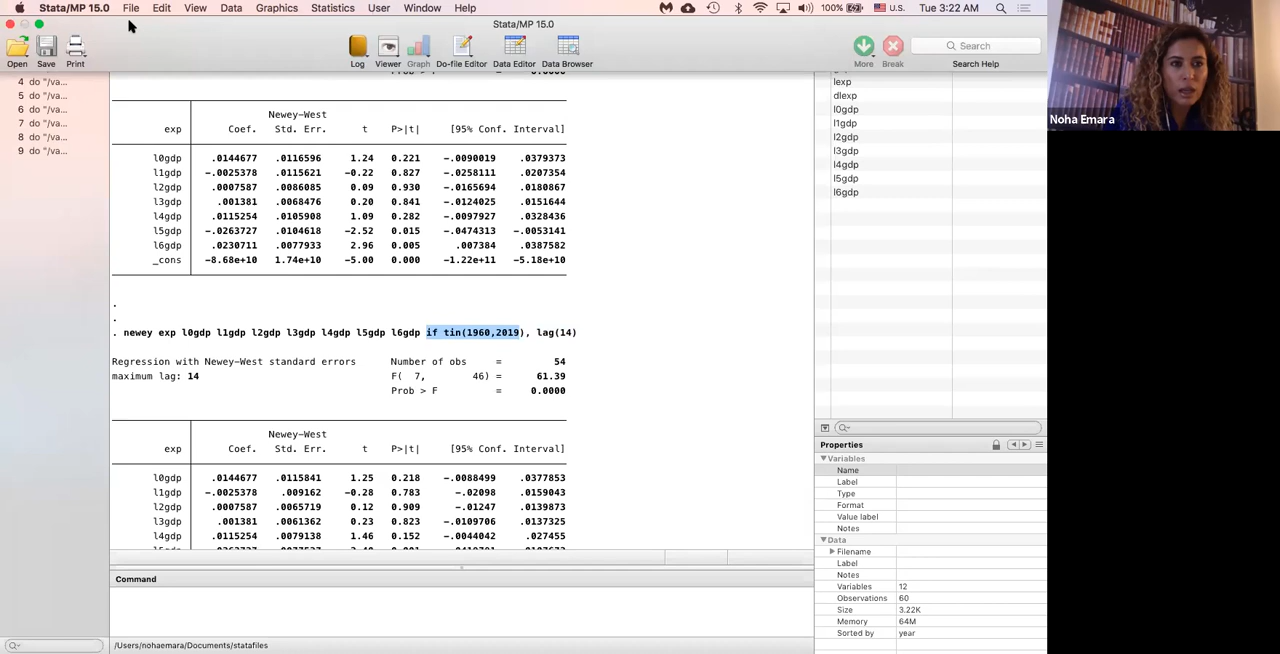 Stata/MP 15.0 File Edit View Data Graphics Statistics User Window Help 100% U.S. Tue 3:22 AM
Stata/MP 15.0
Open Save Print Log Viewer Graph Do-file Editor Data Editor Data Browser More Break Search
Search Help
4 do "/va...
5 do "/va...
6 do "/va...
7 do "/va...
8 do "/va...
9 do "/va...
Newey-West
exp Coef. Std. Err. t P>|t| [95% Conf. Interval]
l0gdp .0144677 .0116596 1.24 0.221 -.0090019 .0379373
l1gdp -.0025378 .0115621 -0.22 0.827 -.0258111 .0207354
l2gdp .0007587 .0086085 0.09 0.930 -.0165694 .0180867
l3gdp .001381 .0068476 0.20 0.841 -.0124025 .0151644
l4gdp .0115254 .0105908 1.09 0.282 -.0097927 .0328436
l5gdp -.0263727 .0104618 -2.52 0.015 -.0474313 -.0053141
l6gdp .0230711 .0077933 2.96 0.005 .007384 .0387582
_cons -8.68e+10 1.74e+10 -5.00 0.000 -1.22e+11 -5.18e+10
.
.
. newey exp l0gdp l1gdp l2gdp l3gdp l4gdp l5gdp l6gdp if tin(1960,2019), lag(14)
Regression with Newey-West standard errors Number of obs = 54
maximum lag: 14 F( 7, 46) = 61.39
Prob > F = 0.0000
Newey-West
exp Coef. Std. Err. t P>|t| [95% Conf. Interval]
l0gdp .0144677 .0115841 1.25 0.218 -.0088499 .0377853
l1gdp -.0025378 .009162 -0.28 0.783 -.02098 .0159043
l2gdp .0007587 .0065719 0.12 0.909 -.01247 .0139873
l3gdp .001381 .0061362 0.23 0.823 -.0109706 .0137325
l4gdp .0115254 .0079138 1.46 0.152 -.0044042 .027455
Command
/Users/nohaemara/Documents/statafiles
lexp
dlexp
l0gdp
l1gdp
l2gdp
l3gdp
l4gdp
l5gdp
l6gdp
Properties
Variables
Name
Label
Type
Format
Value label
Notes
Data
Filename
Label
Notes
Variables 12
Observations 60
Size 3.22K
Memory 64M
Sorted by year
Noha Emara